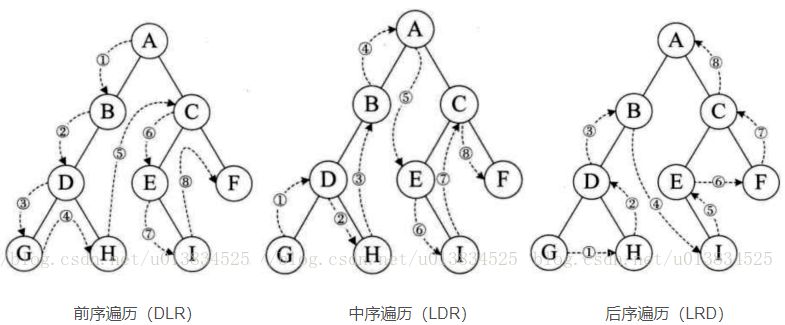 A
①
B C
② ⑤ ⑥
D E ⑧ F
③ ④ ⑦
G H I
前序遍历（DLR）
A
④
⑤
B C
⑧
D ③ E ⑦ F
① ② ⑥
G H I
中序遍历（LDR）
A
⑧
B C
③ ⑦
D E ⑥ F
② ④ ⑤
G ① H I
后序遍历（LRD）
/blog.csdn.net/u013834525
//blog.csdn.net/u013834525
//blog.csdn.net/u013834525